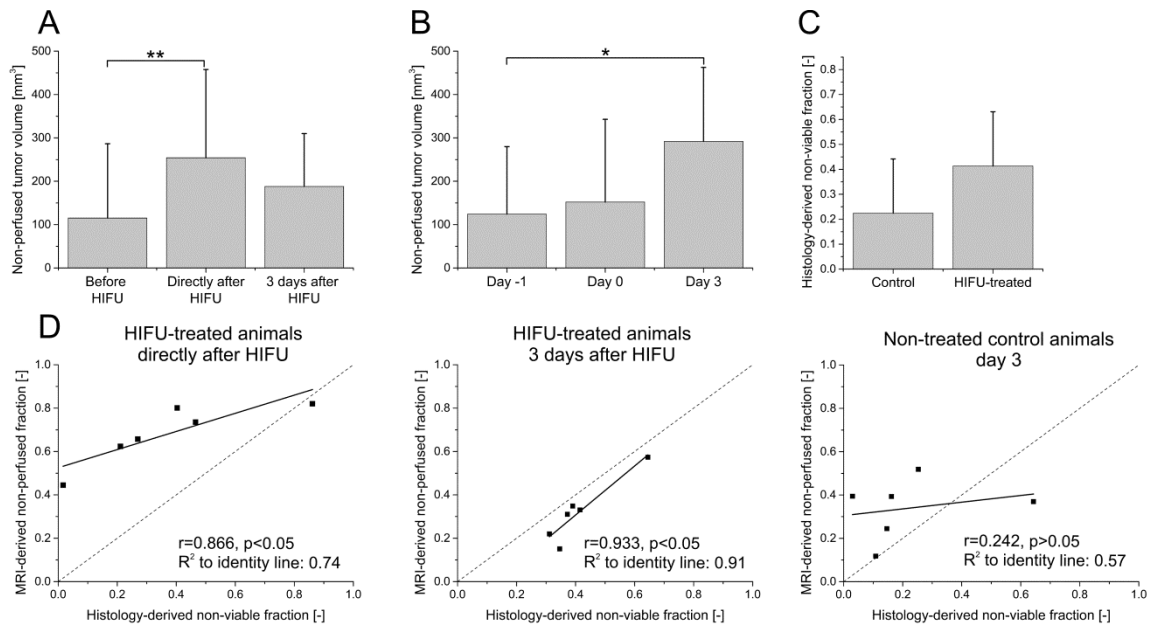 A
Non-perfused tumor volume [mm³]
500
400
300
200
100
0
**
Before
HIFU
Directly after
HIFU
3 days after
HIFU
B
Non-perfused tumor volume [mm³]
500
400
300
200
100
0
*
Day -1
Day 0
Day 3
C
Histology-derived non-viable fraction [-]
0.8
0.7
0.6
0.5
0.4
0.3
0.2
0.1
0.0
Control
HIFU-treated
D
HIFU-treated animals
directly after HIFU
MRI-derived non-perfused fraction [-]
1.0
0.8
0.6
0.4
0.2
0.0
r=0.866, p<0.05
R² to identity line: 0.74
0.0 0.2 0.4 0.6 0.8 1.0
Histology-derived non-viable fraction [-]
HIFU-treated animals
3 days after HIFU
MRI-derived non-perfused fraction [-]
1.0
0.8
0.6
0.4
0.2
0.0
r=0.933, p<0.05
R² to identity line: 0.91
0.0 0.2 0.4 0.6 0.8 1.0
Histology-derived non-viable fraction [-]
Non-treated control animals
day 3
MRI-derived non-perfused fraction [-]
1.0
0.8
0.6
0.4
0.2
0.0
r=0.242, p>0.05
R² to identity line: 0.57
0.0 0.2 0.4 0.6 0.8 1.0
Histology-derived non-viable fraction [-]